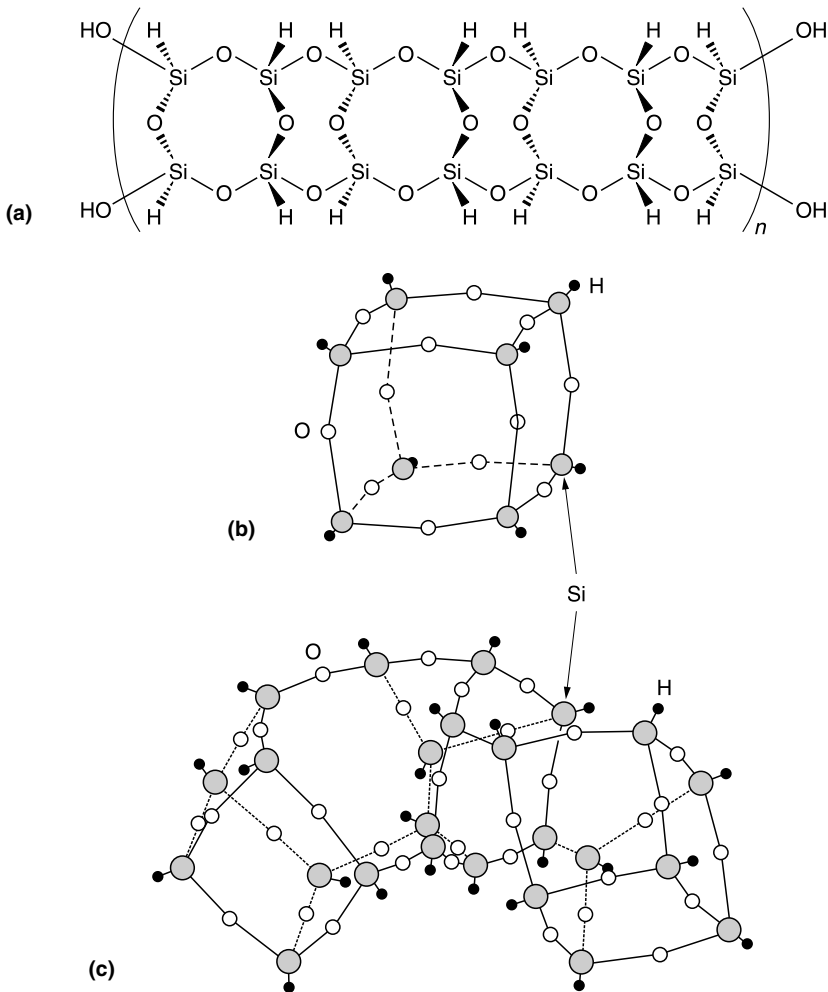 HO H H H H H H H OH
O O O O O O
Si Si Si Si Si Si Si
O O O O O O O
Si Si Si Si Si Si Si
O O O O O O
HO H H H H H H H OH
(a)
n
H
O
(b)
Si
O
H
(c)